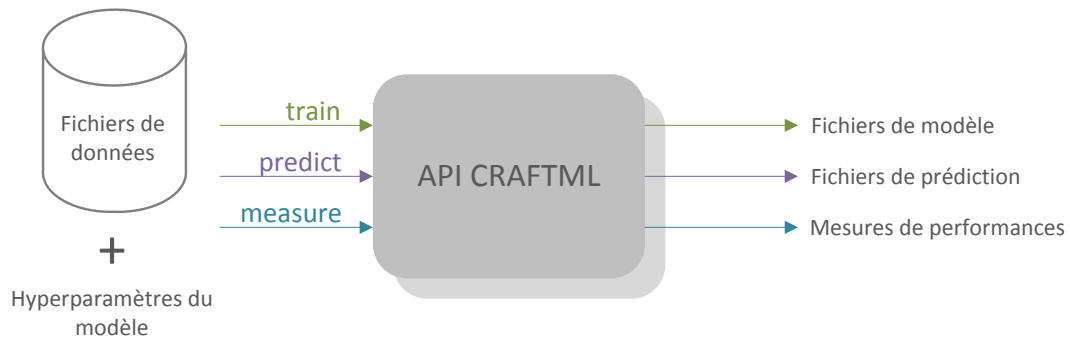 Fichiers de
données
+
Hyperparamètres du
modèle
train
predict
measure
API CRAFTML
Fichiers de modèle
Fichiers de prédiction
Mesures de performances